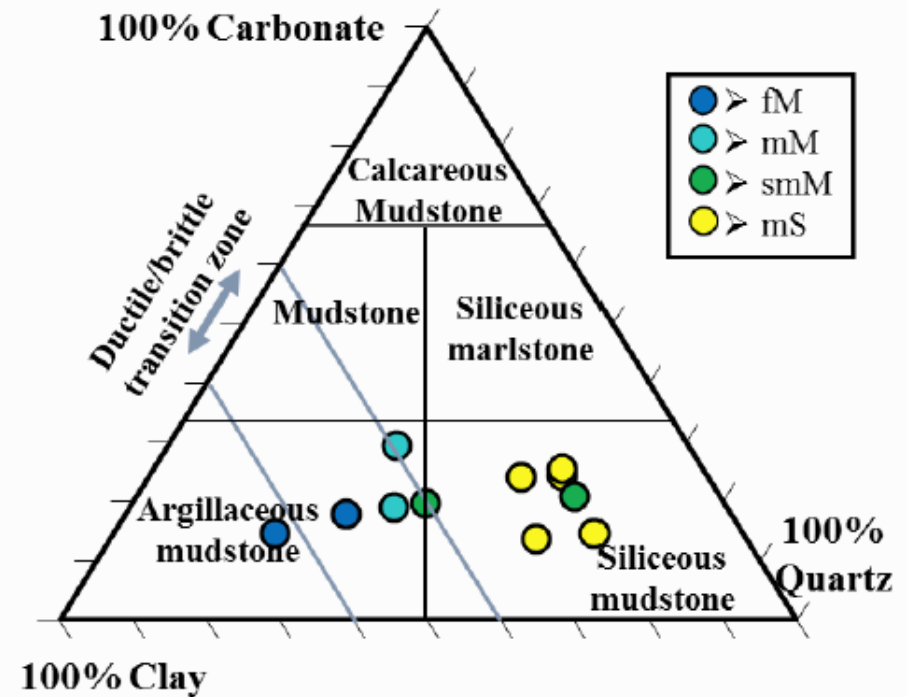 100% Carbonate
➢ fM
➢ mM
➢ smM
➢ mS
Calcareous
Mudstone
Ductile/brittle
transition zone
Mudstone
Siliceous
marlstone
Argillaceous
mudstone
Siliceous
mudstone
100%
Quartz
100% Clay